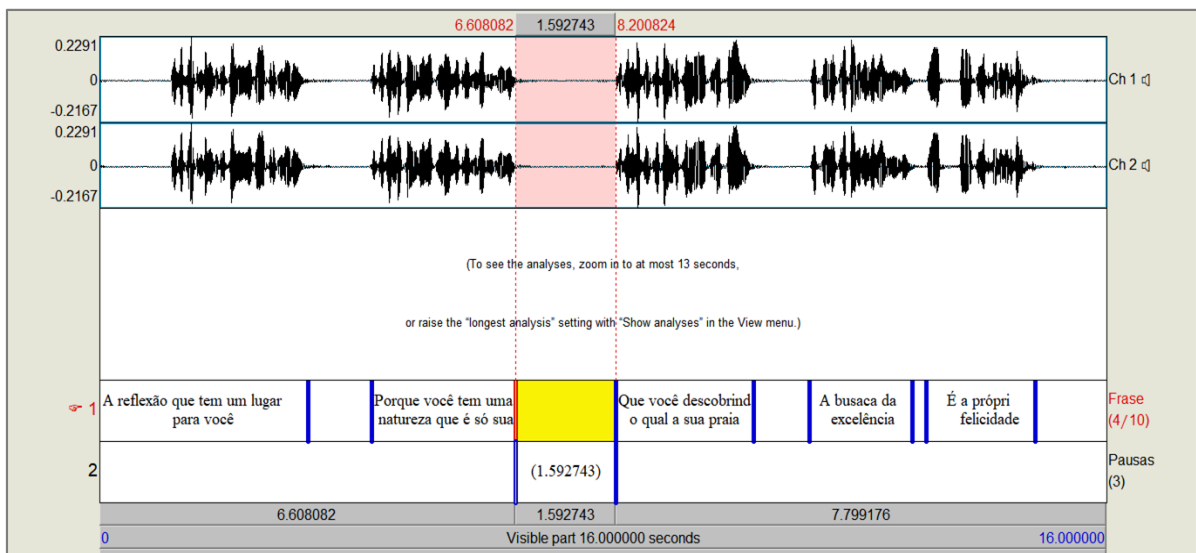 6.608082 1.592743 8.200824
0.2291
0
-0.2167
Ch 1
0.2291
0
-0.2167
Ch 2
(To see the analyses, zoom in to at most 13 seconds,
or raise the “longest analysis” setting with “Show analyses” in the View menu.)
1
A reflexão que tem um lugar
para você
Porque você tem uma
natureza que é só sua
Que você descobrind
o qual a sua praia
A busaca da
excelência
É a própri
felicidade
Frase
(4/10)
2
(1.592743)
Pausas
(3)
6.608082 1.592743 7.799176
0 Visible part 16.000000 seconds 16.000000